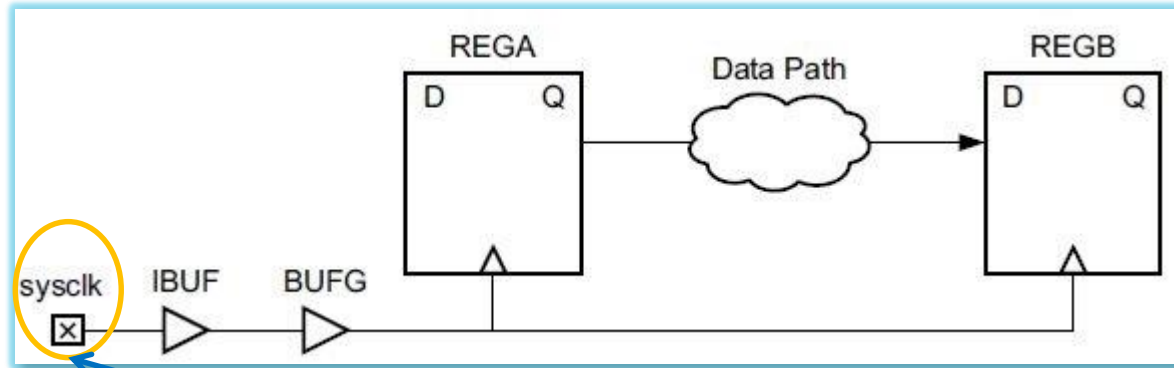 REGA
Data Path
REGB
D Q
D Q
sysclk
IBUF
BUFG